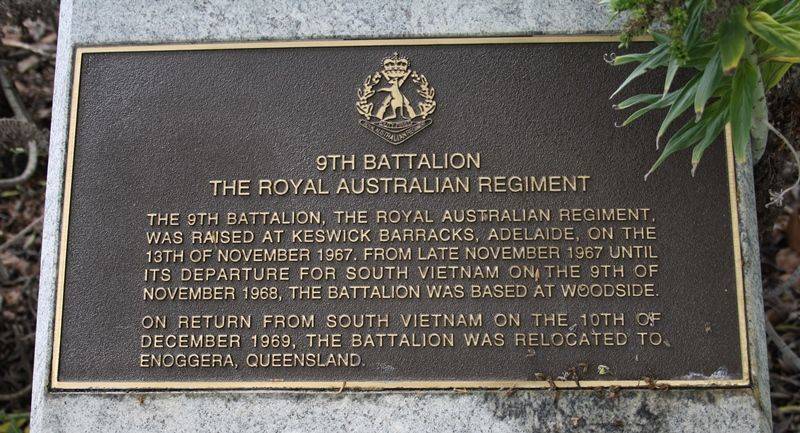 9TH BATTALION
THE ROYAL AUSTRALIAN REGIMENT
THE 9TH BATTALION, THE ROYAL AUSTRALIAN REGIMENT,
WAS RAISED AT KESWICK BARRACKS, ADELAIDE, ON THE
13TH OF NOVEMBER 1967. FROM LATE NOVEMBER 1967 UNTIL
ITS DEPARTURE FOR SOUTH VIETNAM ON THE 9TH OF
NOVEMBER 1968, THE BATTALION WAS BASED AT WOODSIDE.
ON RETURN FROM SOUTH VIETNAM ON THE 10TH OF
DECEMBER 1969, THE BATTALION WAS RELOCATED TO
ENOGGERA, QUEENSLAND.